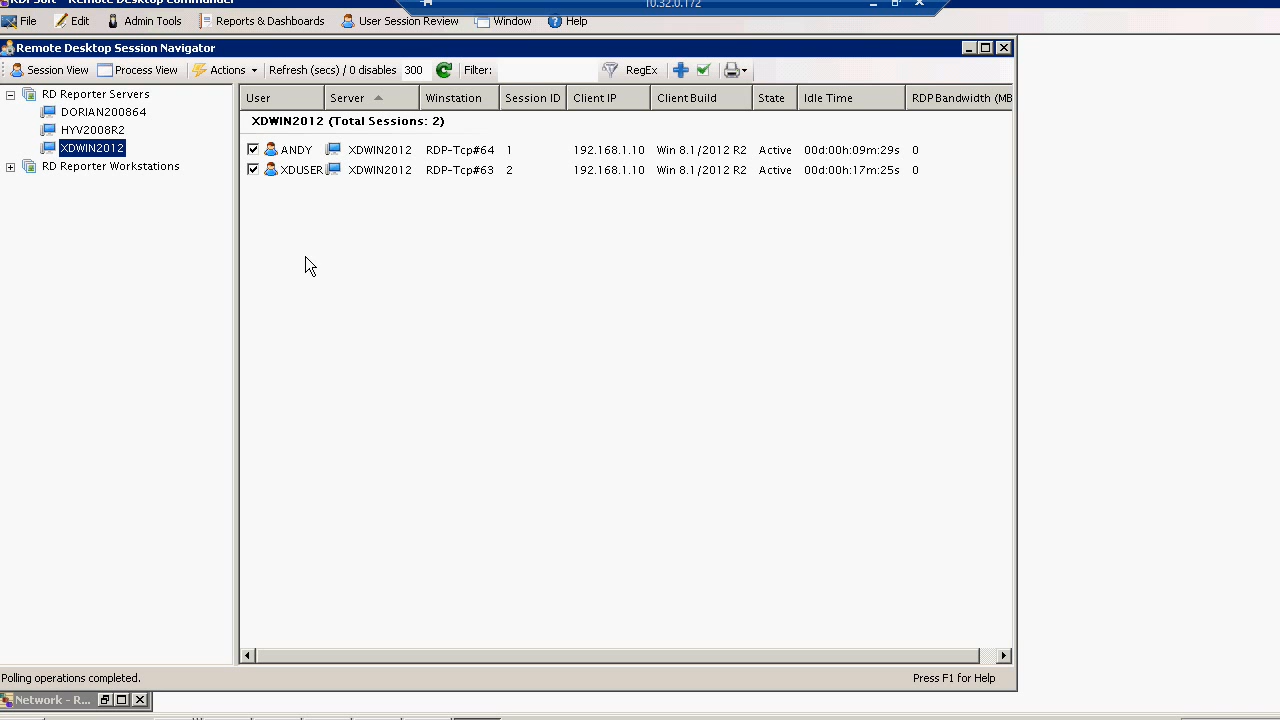 RDPSoft - Remote Desktop Commander
10.32.0.172
File Edit Admin Tools Reports & Dashboards User Session Review Window Help
Remote Desktop Session Navigator
Session View Process View Actions Refresh (secs) / 0 disables 300 Filter: RegEx
RD Reporter Servers
DORIAN200864
HYV2008R2
XDWIN2012
RD Reporter Workstations
User Server Winstation Session ID Client IP Client Build State Idle Time RDP Bandwidth (MB
XDWIN2012 (Total Sessions: 2)
ANDY XDWIN2012 RDP-Tcp#64 1 192.168.1.10 Win 8.1/2012 R2 Active 00d:00h:09m:29s 0
XDUSER XDWIN2012 RDP-Tcp#63 2 192.168.1.10 Win 8.1/2012 R2 Active 00d:00h:17m:25s 0
Polling operations completed. Press F1 for Help
Network - R...